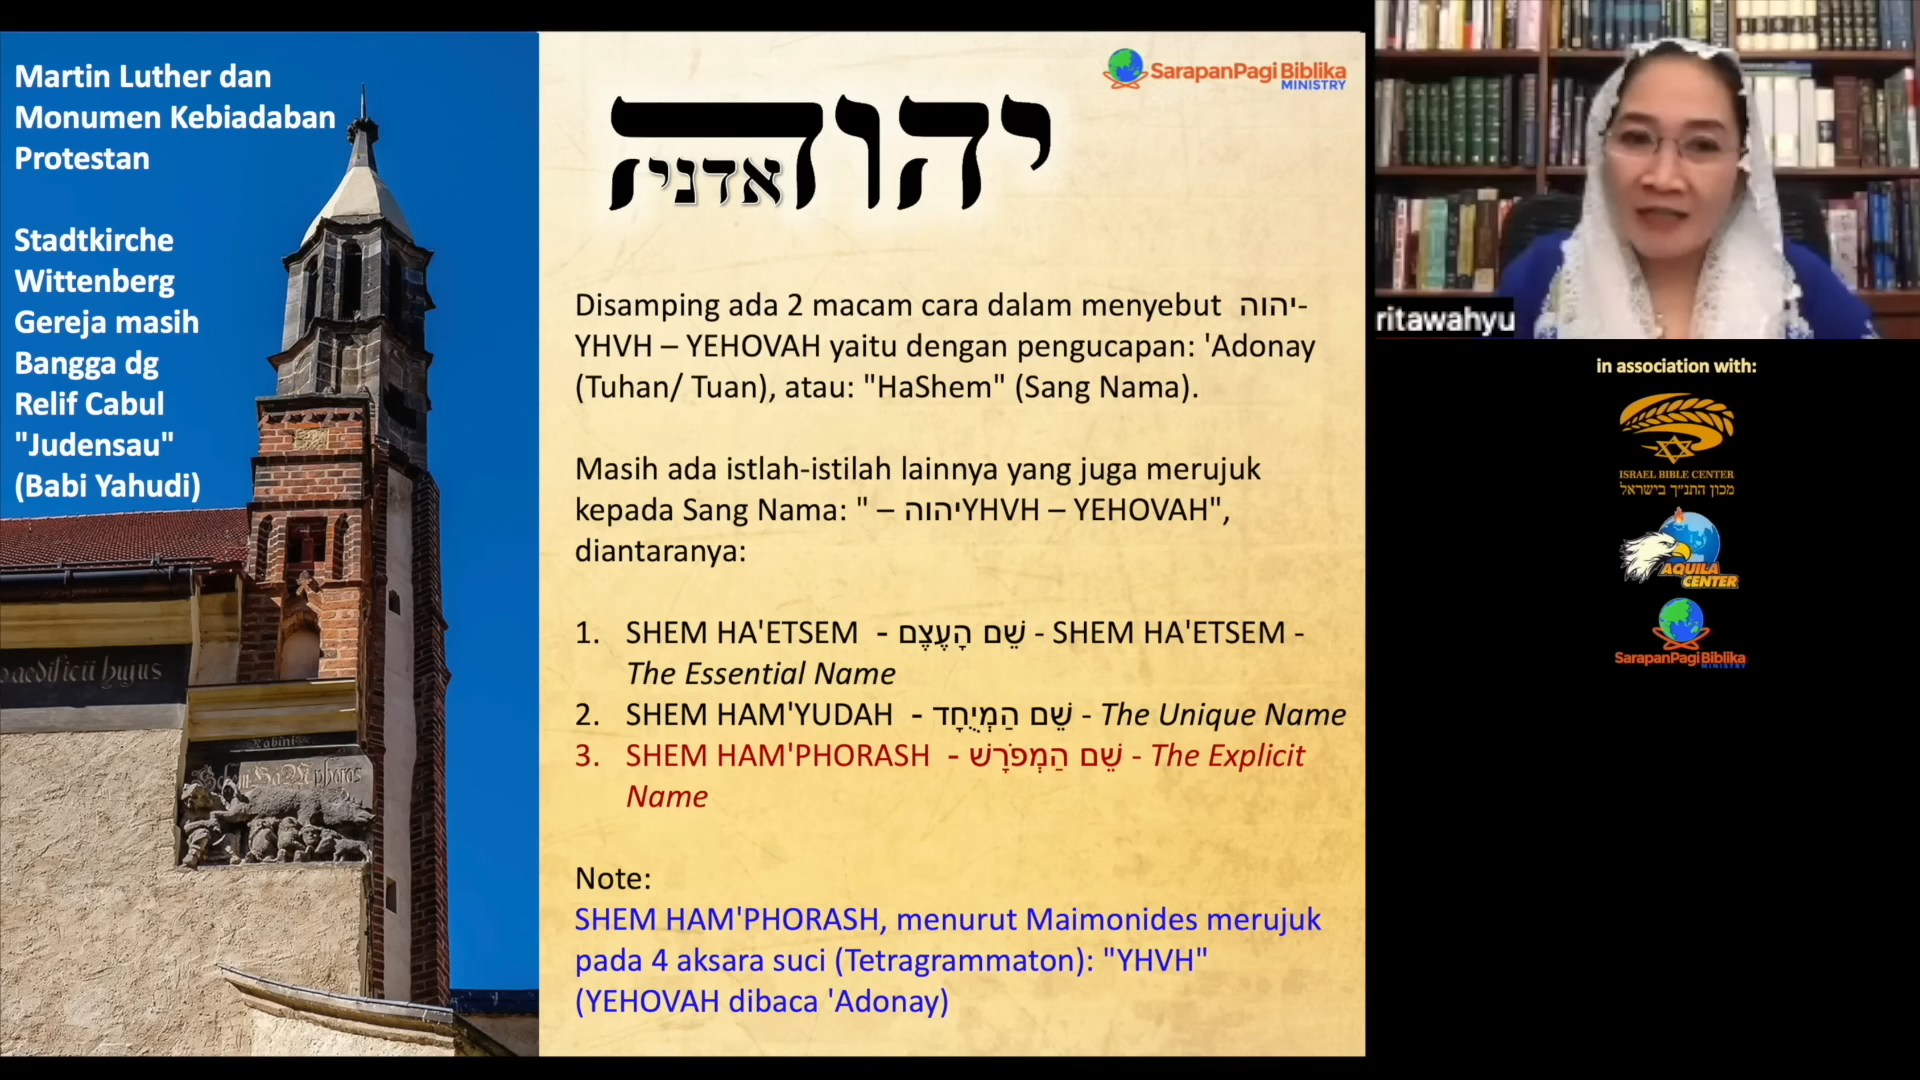 Martin Luther dan
Monumen Kebiadaban
Protestan
Stadtkirche
Wittenberg
Gereja masih
Bangga dg
Relif Cabul
"Judensau"
(Babi Yahudi)
aedificii hujus
Rabini
Schem HaMphoras
SarapanPagi Biblika
MINISTRY
יהוה
אדני
Disamping ada 2 macam cara dalam menyebut יהוה-
YHVH – YEHOVAH yaitu dengan pengucapan: 'Adonay
(Tuhan/ Tuan), atau: "HaShem" (Sang Nama).
Masih ada istlah-istilah lainnya yang juga merujuk
kepada Sang Nama: " – יהוהYHVH – YEHOVAH",
diantaranya:
1. SHEM HA'ETSEM - שֵׁם הָעֶצֶם - SHEM HA'ETSEM -
The Essential Name
2. SHEM HAM'YUDAH - שֵׁם הַמְיֻחָד - The Unique Name
3. SHEM HAM'PHORASH - שֵׁם הַמְפֹרָשׁ - The Explicit
Name
Note:
SHEM HAM'PHORASH, menurut Maimonides merujuk
pada 4 aksara suci (Tetragrammaton): "YHVH"
(YEHOVAH dibaca 'Adonay)
ritawahyu
in association with:
ISRAEL BIBLE CENTER
מכון התנ״ך בישראל
AQUILA
CENTER
SarapanPagi Biblika
MINISTRY